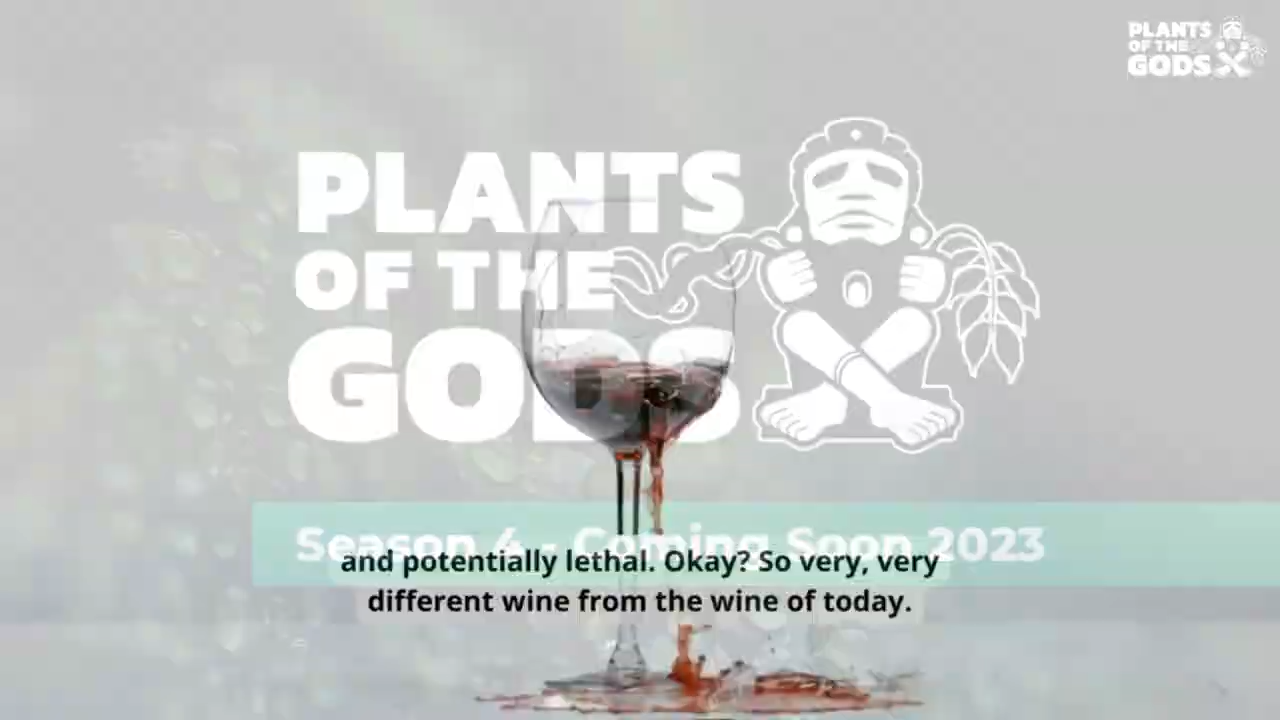 PLANTS
OF THE
GODS
PLANTS
OF THE
GODS
Season 4 - Coming Soon 2023
and potentially lethal. Okay? So very, very
different wine from the wine of today.